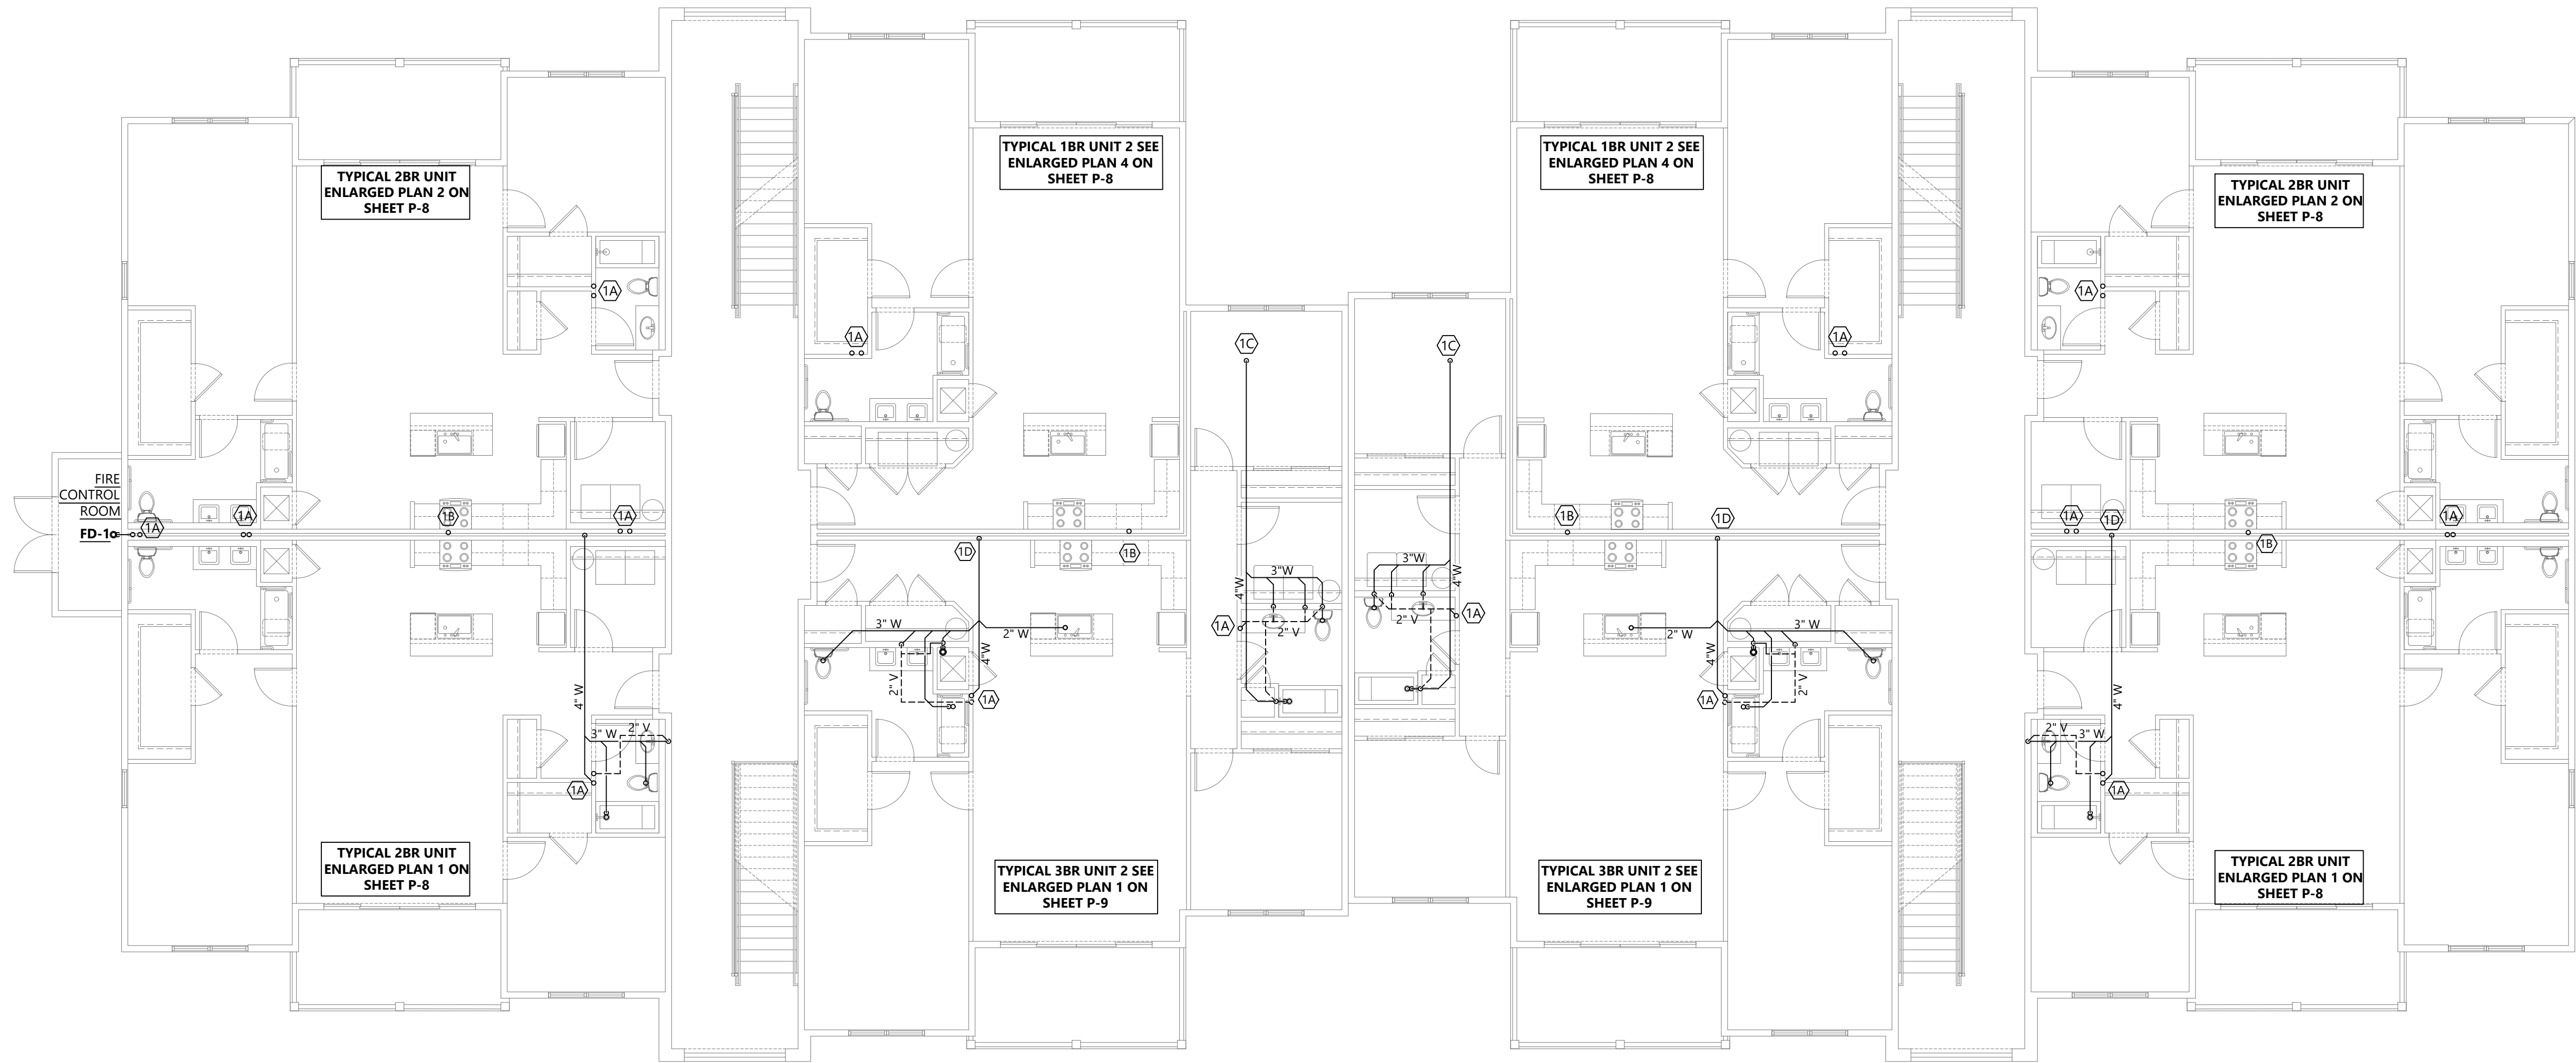 TYPICAL 2BR UNIT
ENLARGED PLAN 2 ON
SHEET P-8
TYPICAL 1BR UNIT 2 SEE
ENLARGED PLAN 4 ON
SHEET P-8
TYPICAL 1BR UNIT 2 SEE
ENLARGED PLAN 4 ON
SHEET P-8
TYPICAL 2BR UNIT
ENLARGED PLAN 2 ON
SHEET P-8
1A
1A
1C
1C
1A
1A
FIRE
CONTROL
ROOM
FD-1
1A
1A
1B
1A
1D
1B
1B
1D
1A
1D
1B
1A
3"W
4"W
3"W
4"W
1A
2" V
2" V
1A
3" W
2" W
4"W
2" V
1A
2" W
3" W
4"W
2" V
1A
4" W
3" W
2" V
1A
4" W
2" V
3" W
1A
TYPICAL 2BR UNIT
ENLARGED PLAN 1 ON
SHEET P-8
TYPICAL 3BR UNIT 2 SEE
ENLARGED PLAN 1 ON
SHEET P-9
TYPICAL 3BR UNIT 2 SEE
ENLARGED PLAN 1 ON
SHEET P-9
TYPICAL 2BR UNIT
ENLARGED PLAN 1 ON
SHEET P-8